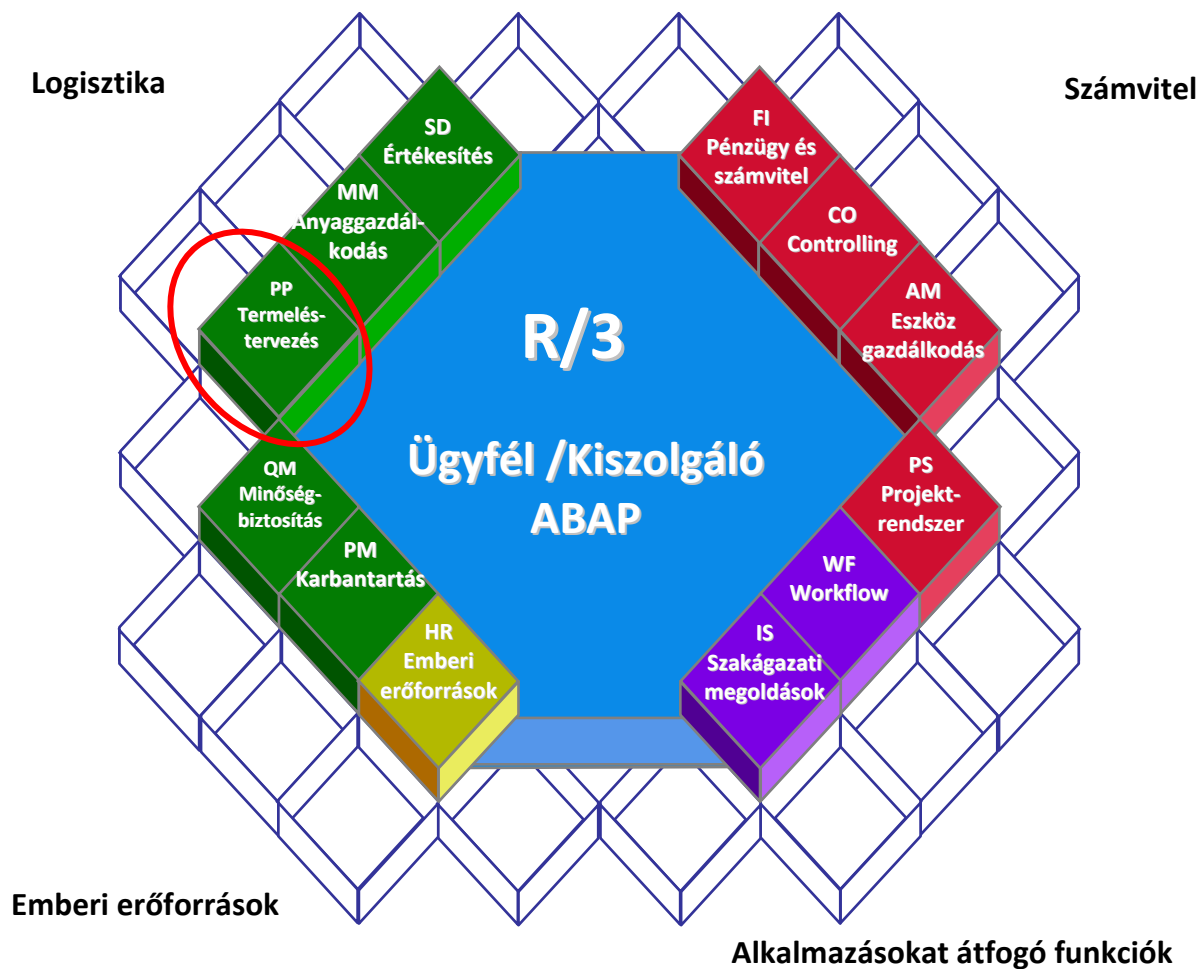 Logisztika
Számvitel
SD
Értékesítés
MM
Anyaggazdál-
kodás
PP
Termelés-
tervezés
QM
Minőség-
biztosítás
PM
Karbantartás
HR
Emberi
erőforrások
R/3
Ügyfél /Kiszolgáló
ABAP
FI
Pénzügy és
számvitel
CO
Controlling
AM
Eszköz
gazdálkodás
PS
Projekt-
rendszer
WF
Workflow
IS
Szakágazati
megoldások
Emberi erőforrások
Alkalmazásokat átfogó funkciók